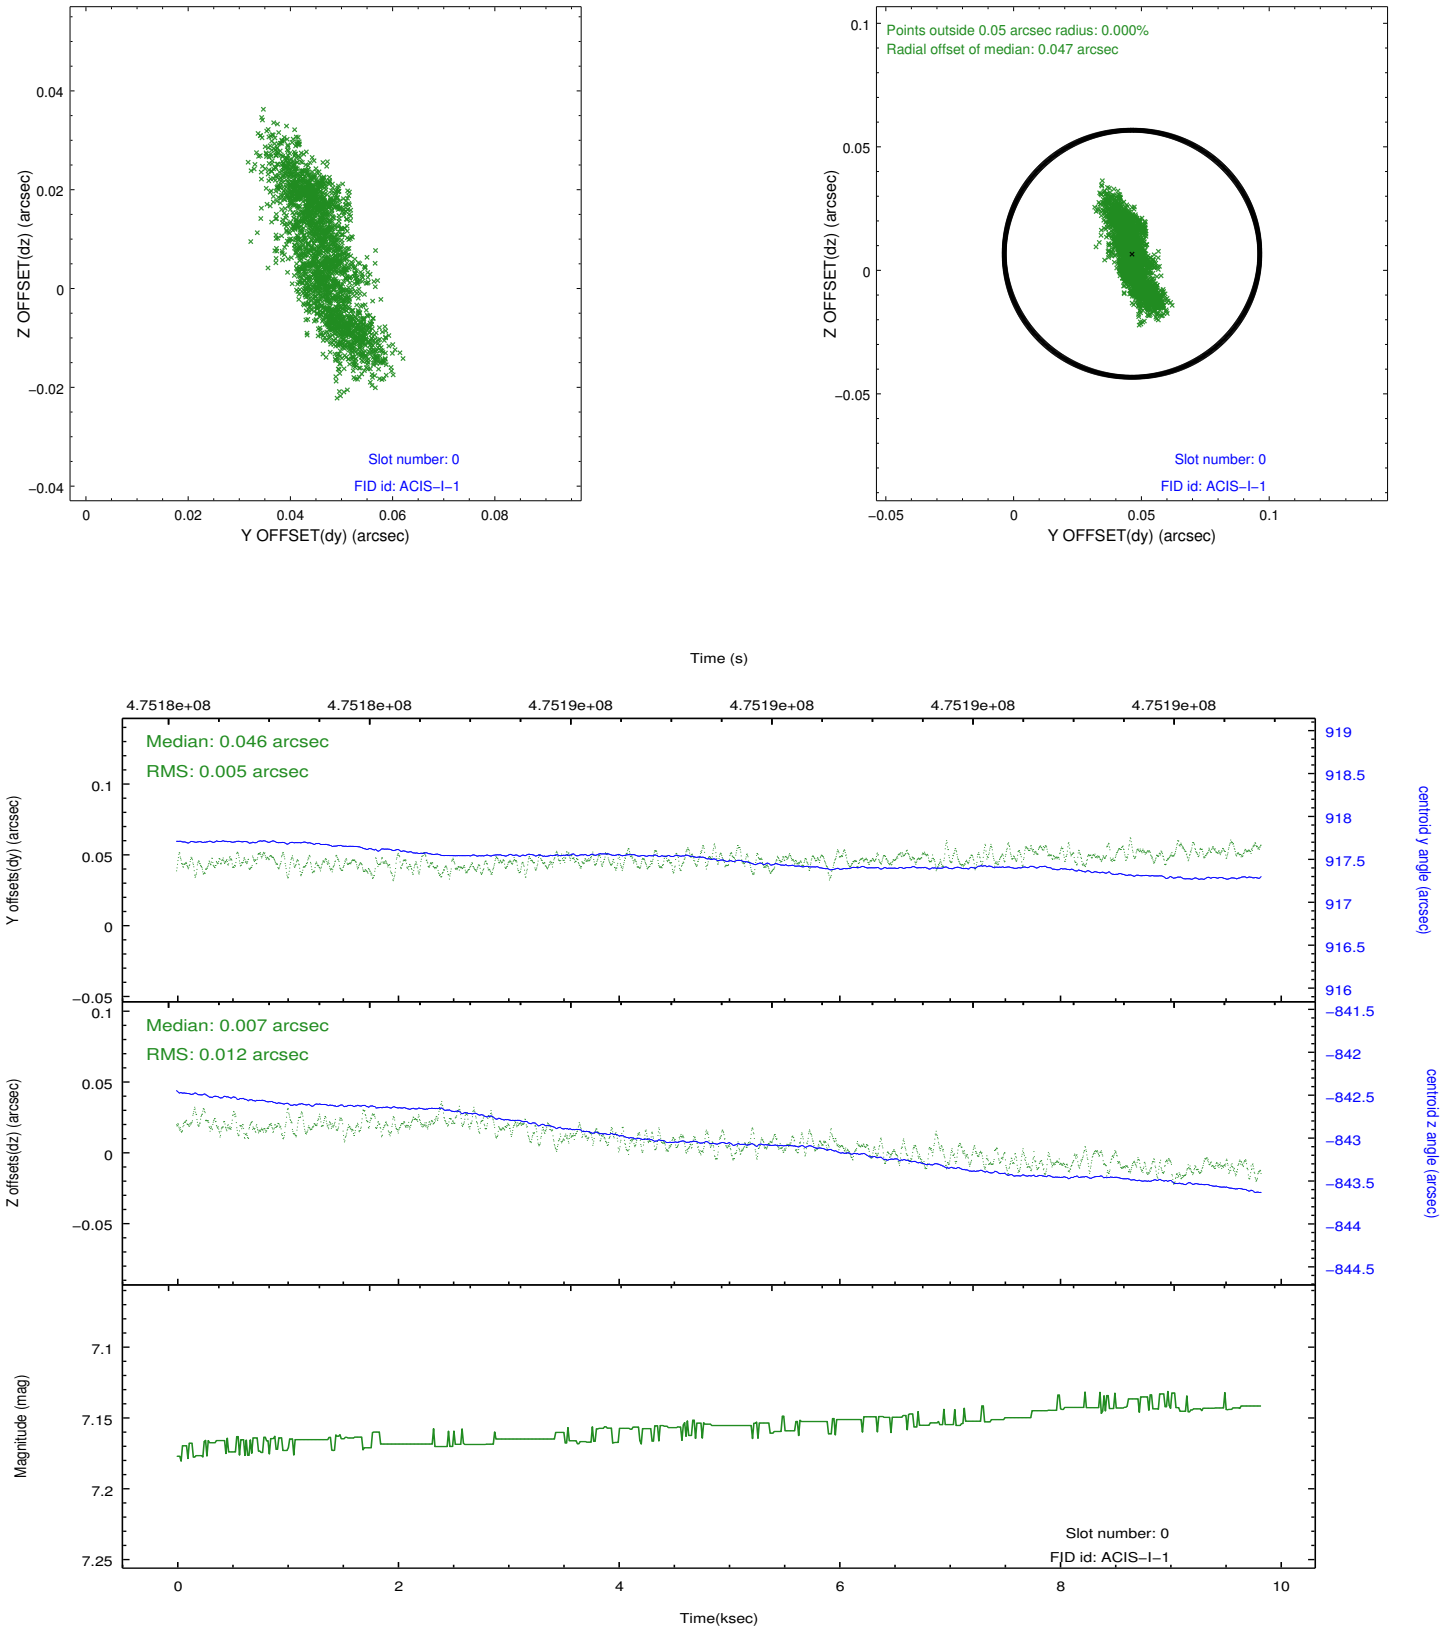 0.04
0.02
0
−0.02
−0.04
Z OFFSET(dz) (arcsec)
Slot number: 0
FID id: ACIS−I−1
0
0.02
0.04
0.06
0.08
Y OFFSET(dy) (arcsec)
Points outside 0.05 arcsec radius: 0.000%
Radial offset of median: 0.047 arcsec
0.1
0.05
0
−0.05
Z OFFSET(dz) (arcsec)
Slot number: 0
FID id: ACIS−I−1
−0.05
0
0.05
0.1
Y OFFSET(dy) (arcsec)
Time (s)
4.7518e+08
4.7518e+08
4.7519e+08
4.7519e+08
4.7519e+08
4.7519e+08
Median: 0.046 arcsec
RMS: 0.005 arcsec
0.1
0.05
0
−0.05
Y offsets(dy) (arcsec)
919
918.5
918
917.5
917
916.5
916
centroid y angle (arcsec)
Median: 0.007 arcsec
RMS: 0.012 arcsec
0.1
0.05
0
−0.05
Z offsets(dz) (arcsec)
−841.5
−842
−842.5
−843
−843.5
−844
−844.5
centroid z angle (arcsec)
7.1
7.15
7.2
7.25
Magnitude (mag)
Slot number: 0
FID id: ACIS−I−1
0
2
4
6
8
10
Time(ksec)